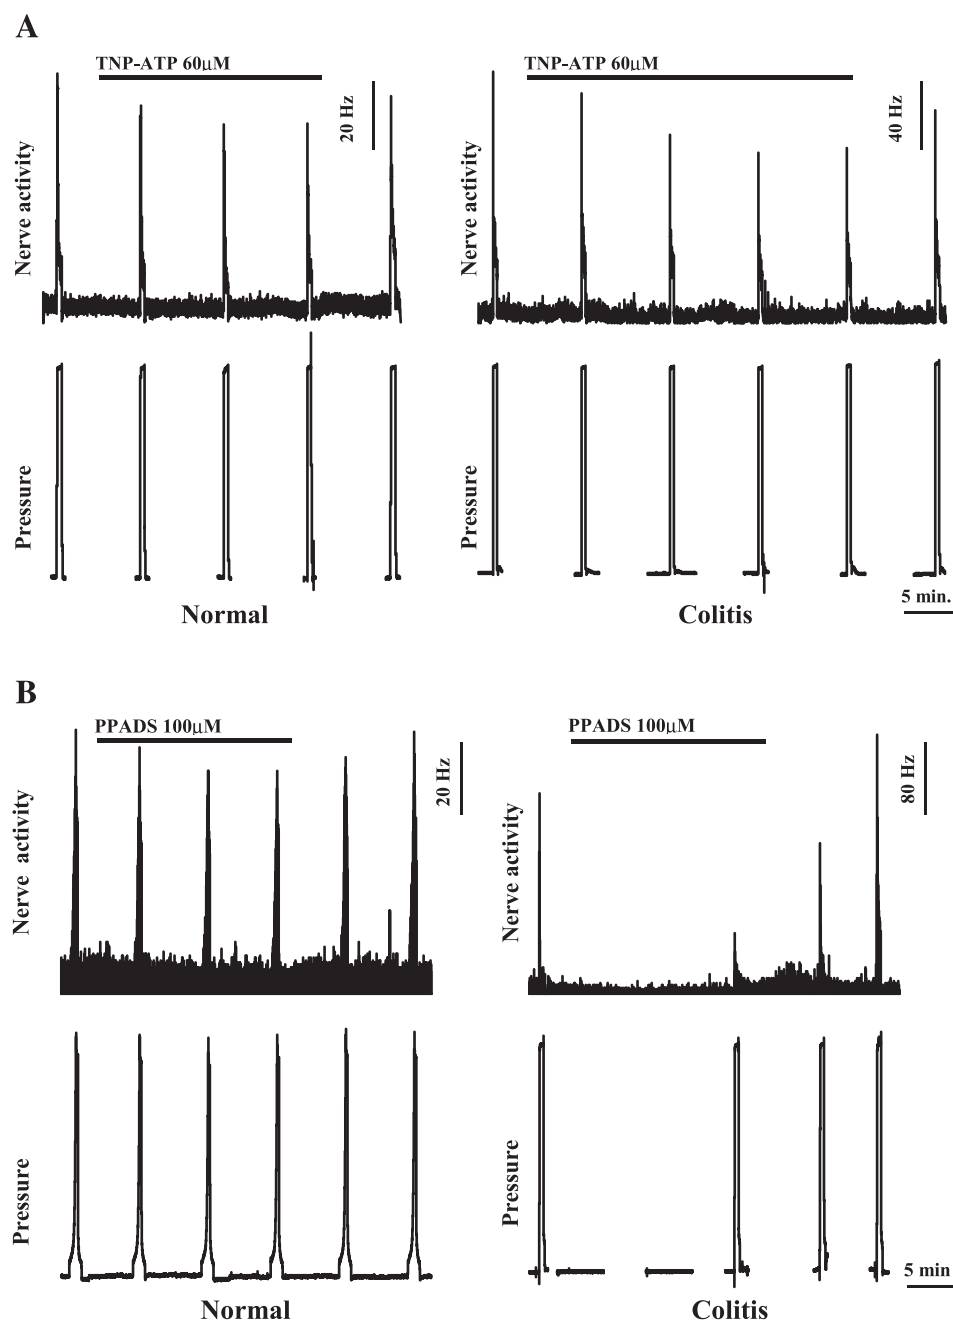 A
TNP-ATP 60μM
20 Hz
Nerve activity
Pressure
Normal
TNP-ATP 60μM
40 Hz
Nerve activity
Pressure
Colitis
5 min.
B
PPADS 100μM
20 Hz
Nerve activity
Pressure
Normal
PPADS 100μM
80 Hz
Nerve activity
Pressure
Colitis
5 min